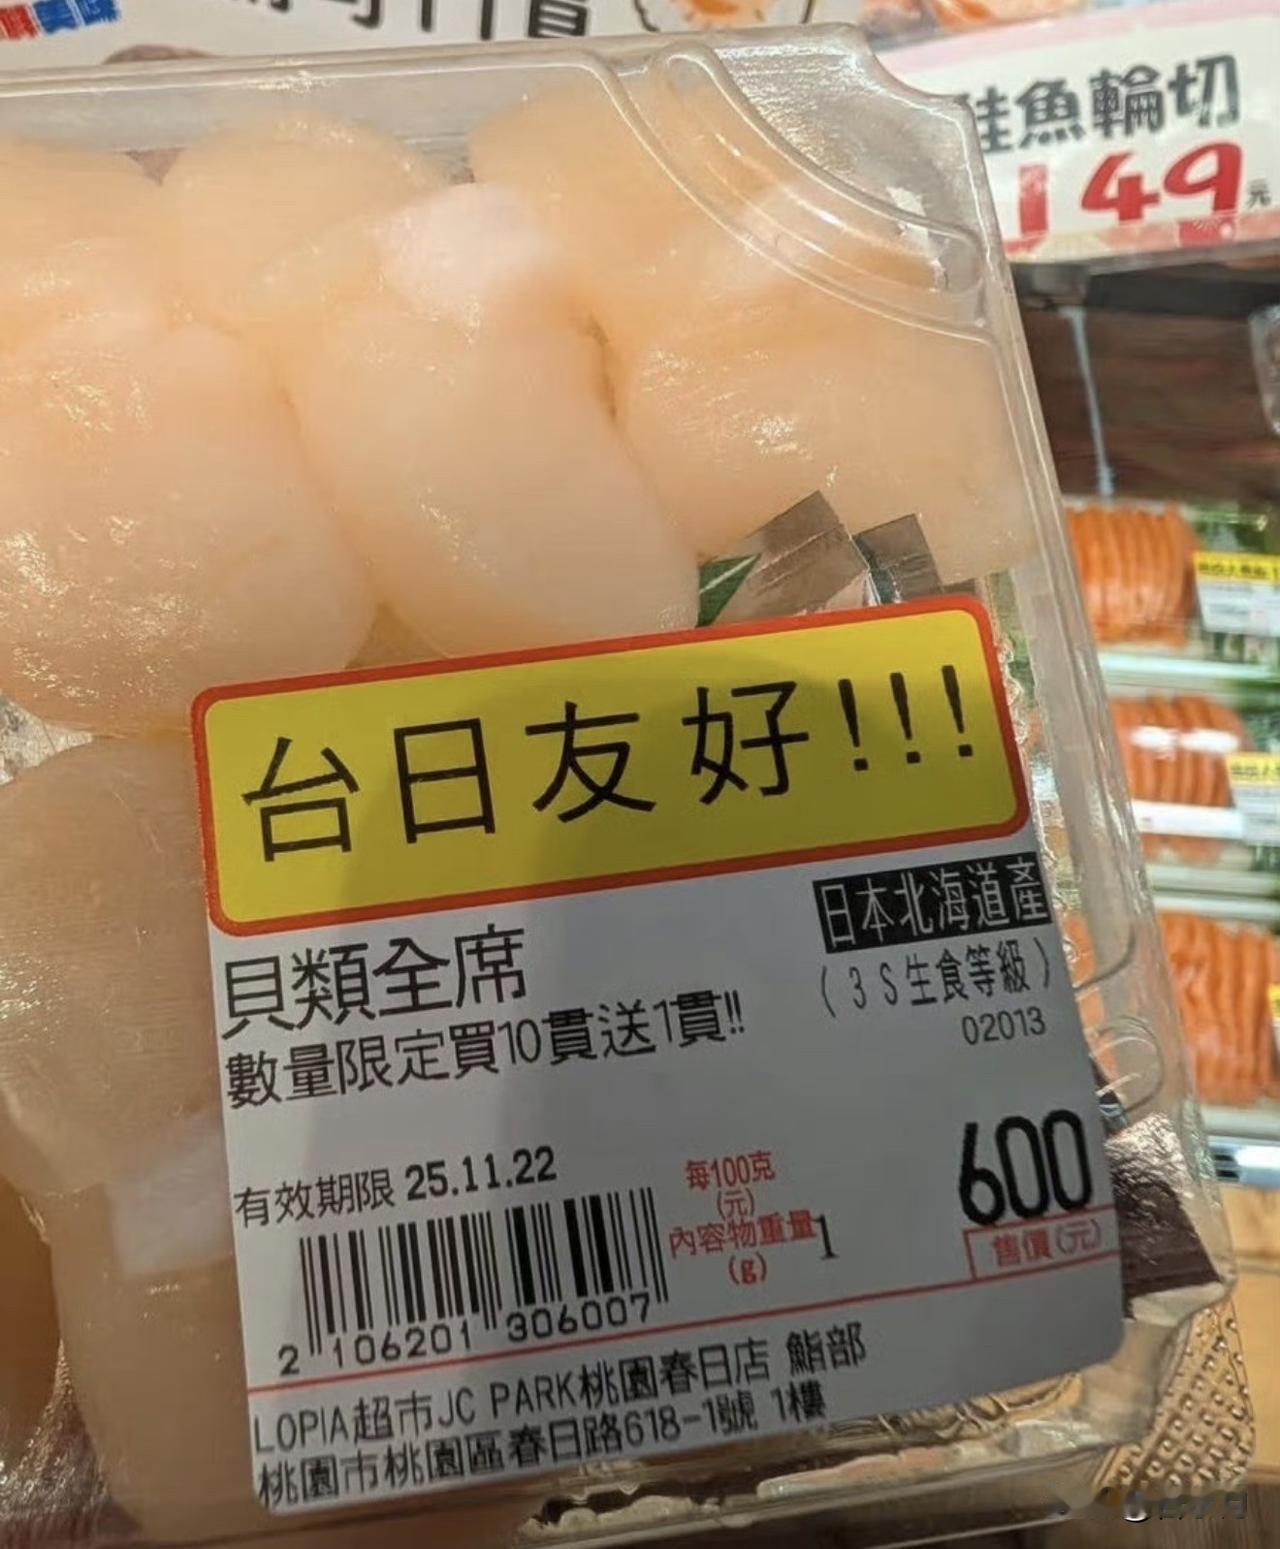 鮭魚輪切
149元
台日友好!!!
日本北海道產
(3S生食等級)
02013
貝類全席
數量限定買10貫送1貫!!
有效期限 25.11.22
每100克
(元)
內容物重量 1
(g)
600
售價(元)
2 106201 306007
LOPIA超市JC PARK桃園春日店 鮨部
桃園市桃園區春日路618-1號 1樓